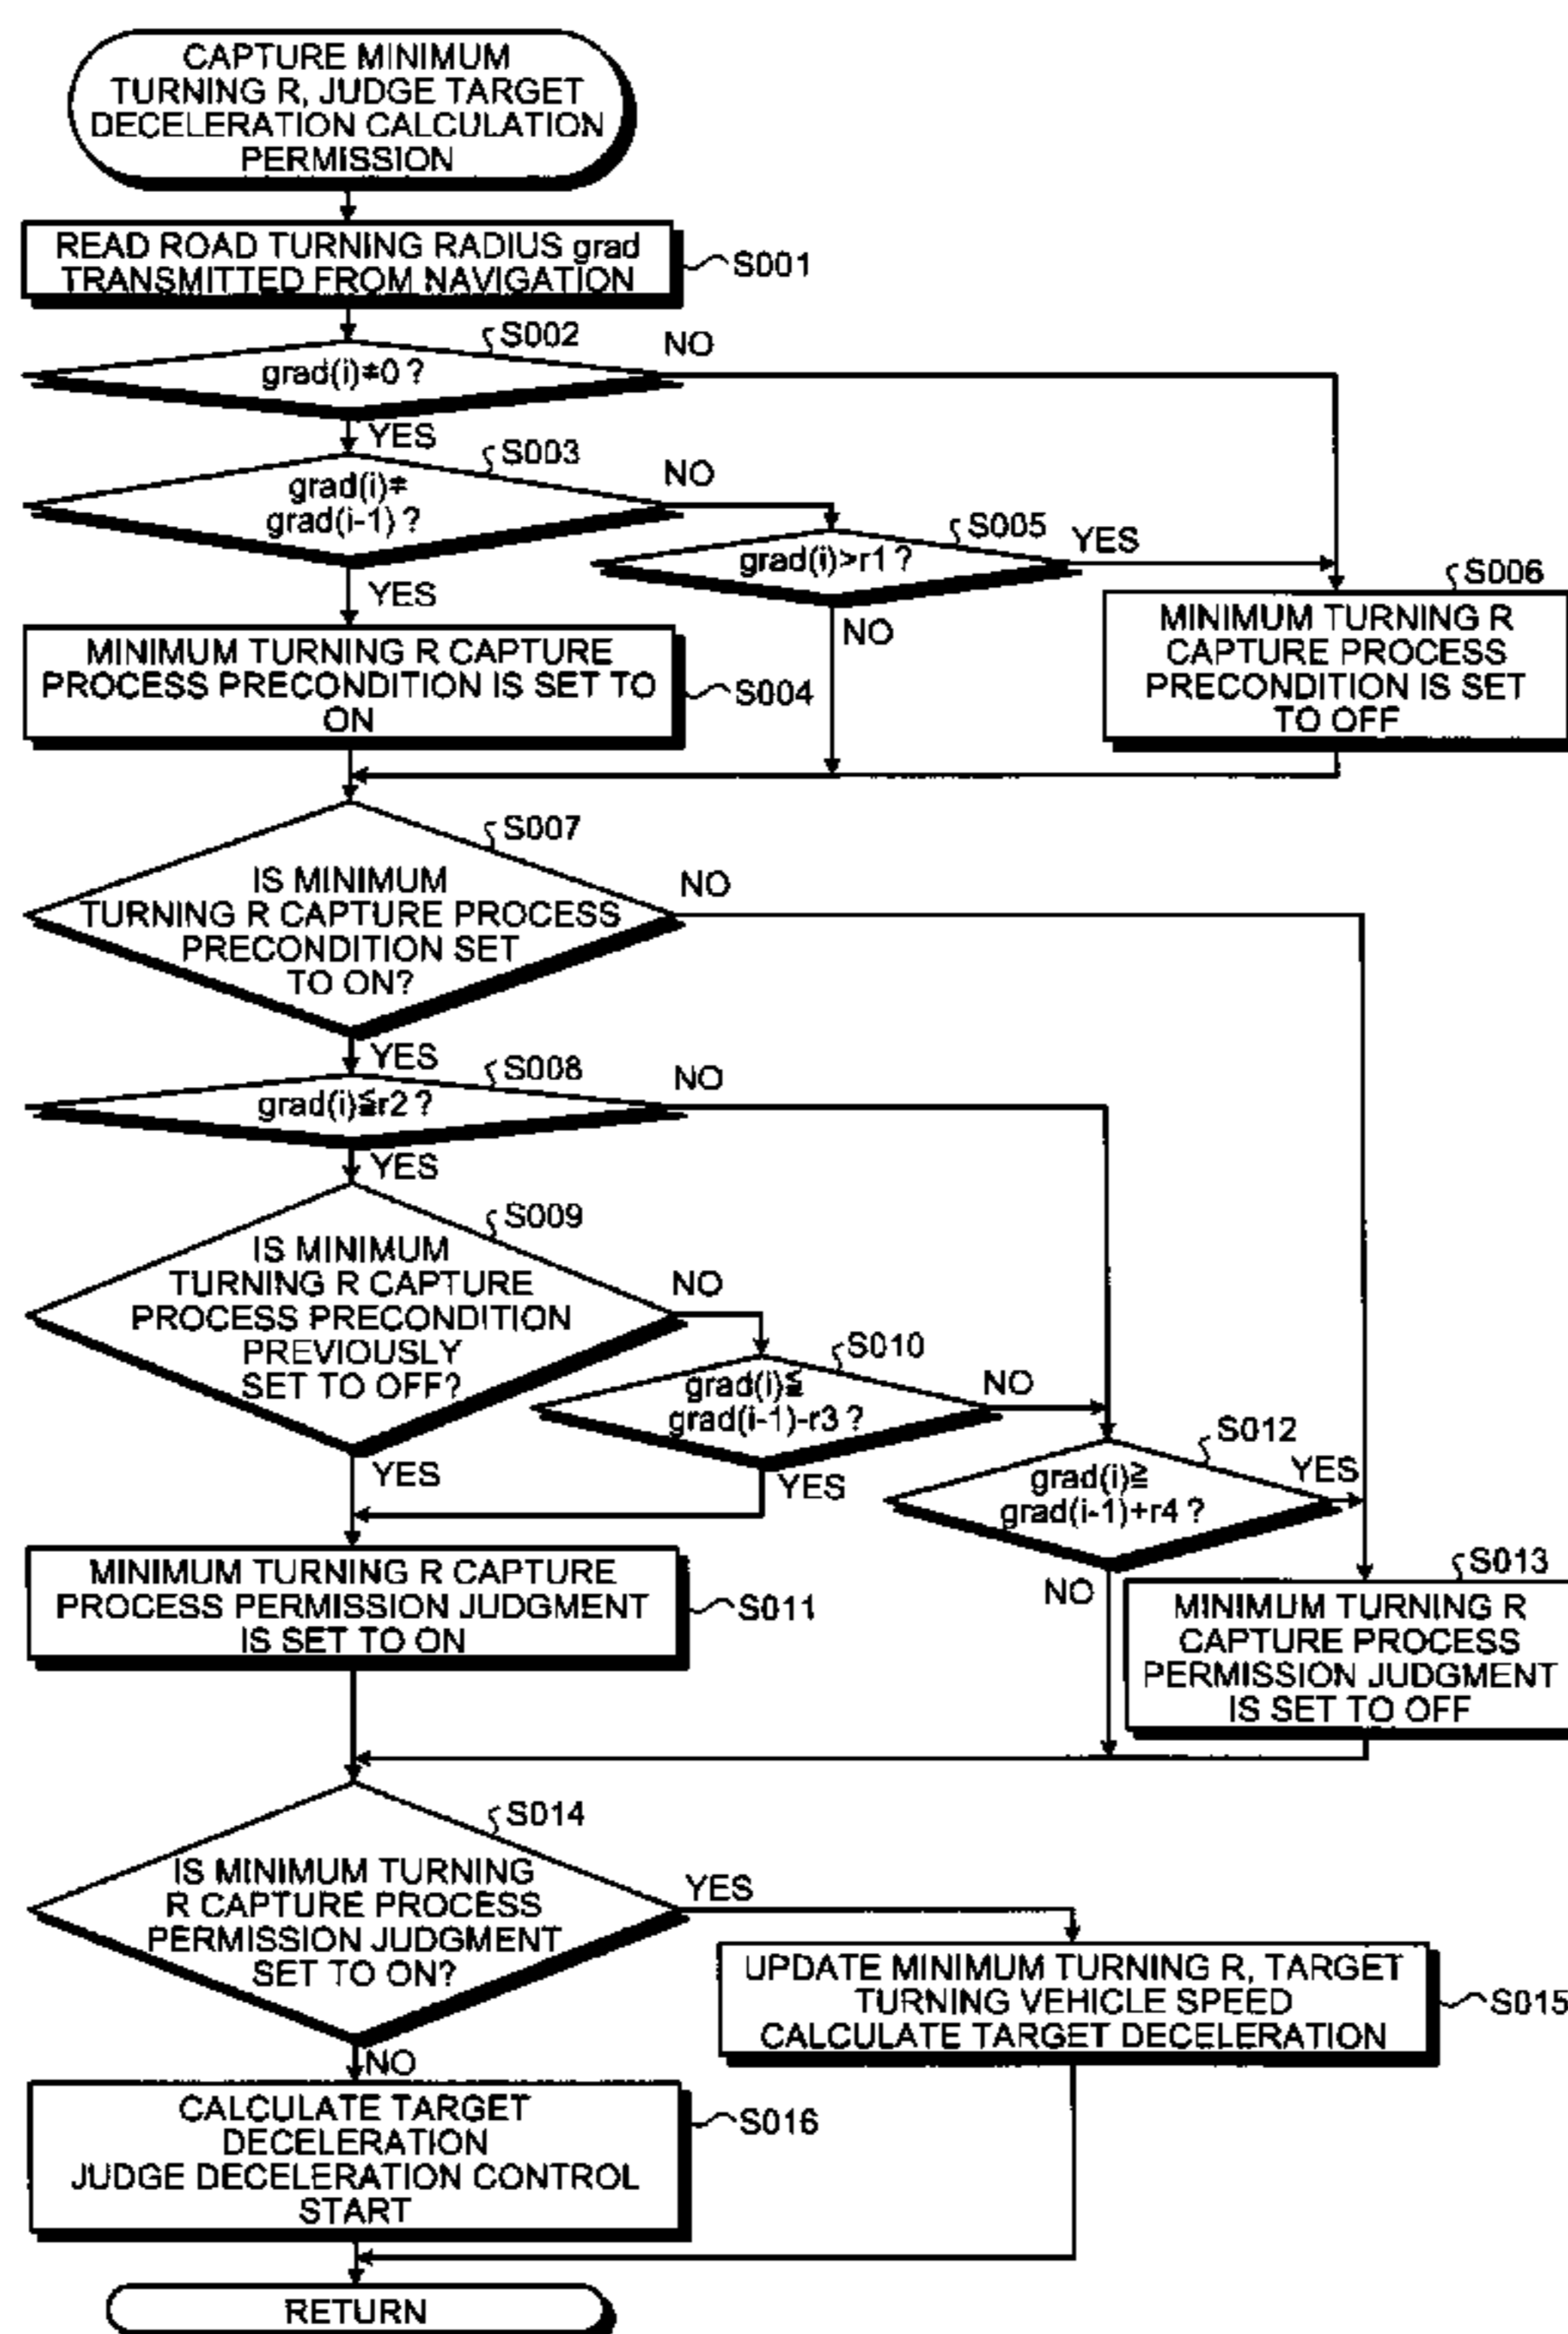 CAPTURE MINIMUM
TURNING R, JUDGE TARGET
DECELERATION CALCULATION
PERMISSION
READ ROAD TURNING RADIUS grad
TRANSMITTED FROM NAVIGATION
S001
S002
grad(i)≠0 ?
NO
YES
S003
grad(i)≠
grad(i-1) ?
NO
YES
S005
grad(i)>r1 ?
YES
NO
S006
MINIMUM TURNING R
CAPTURE PROCESS
PRECONDITION IS SET
TO OFF
MINIMUM TURNING R CAPTURE
PROCESS PRECONDITION IS SET TO
ON
S004
S007
IS MINIMUM
TURNING R CAPTURE PROCESS
PRECONDITION SET
TO ON?
NO
YES
S008
grad(i)≦r2 ?
NO
YES
S009
IS MINIMUM
TURNING R CAPTURE
PROCESS PRECONDITION
PREVIOUSLY
SET TO OFF?
NO
YES
S010
grad(i)≦
grad(i-1)-r3 ?
NO
YES
S012
grad(i)≧
grad(i-1)+r4 ?
YES
NO
MINIMUM TURNING R CAPTURE
PROCESS PERMISSION JUDGMENT
IS SET TO ON
S011
S013
MINIMUM TURNING R
CAPTURE PROCESS
PERMISSION JUDGMENT
IS SET TO OFF
S014
IS MINIMUM TURNING
R CAPTURE PROCESS
PERMISSION JUDGMENT
SET TO ON?
YES
NO
UPDATE MINIMUM TURNING R, TARGET
TURNING VEHICLE SPEED
CALCULATE TARGET DECELERATION
S015
CALCULATE TARGET
DECELERATION
JUDGE DECELERATION CONTROL
START
S016
RETURN